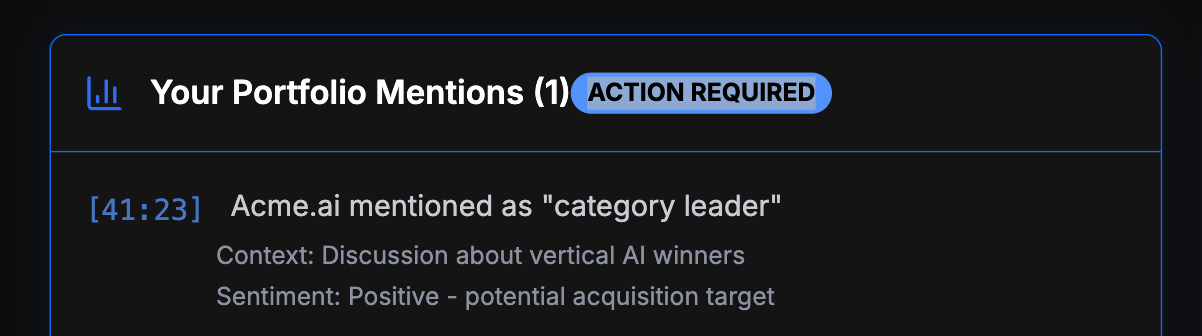 Your Portfolio Mentions (1) ACTION REQUIRED
[41:23] Acme.ai mentioned as "category leader"
Context: Discussion about vertical AI winners
Sentiment: Positive - potential acquisition target